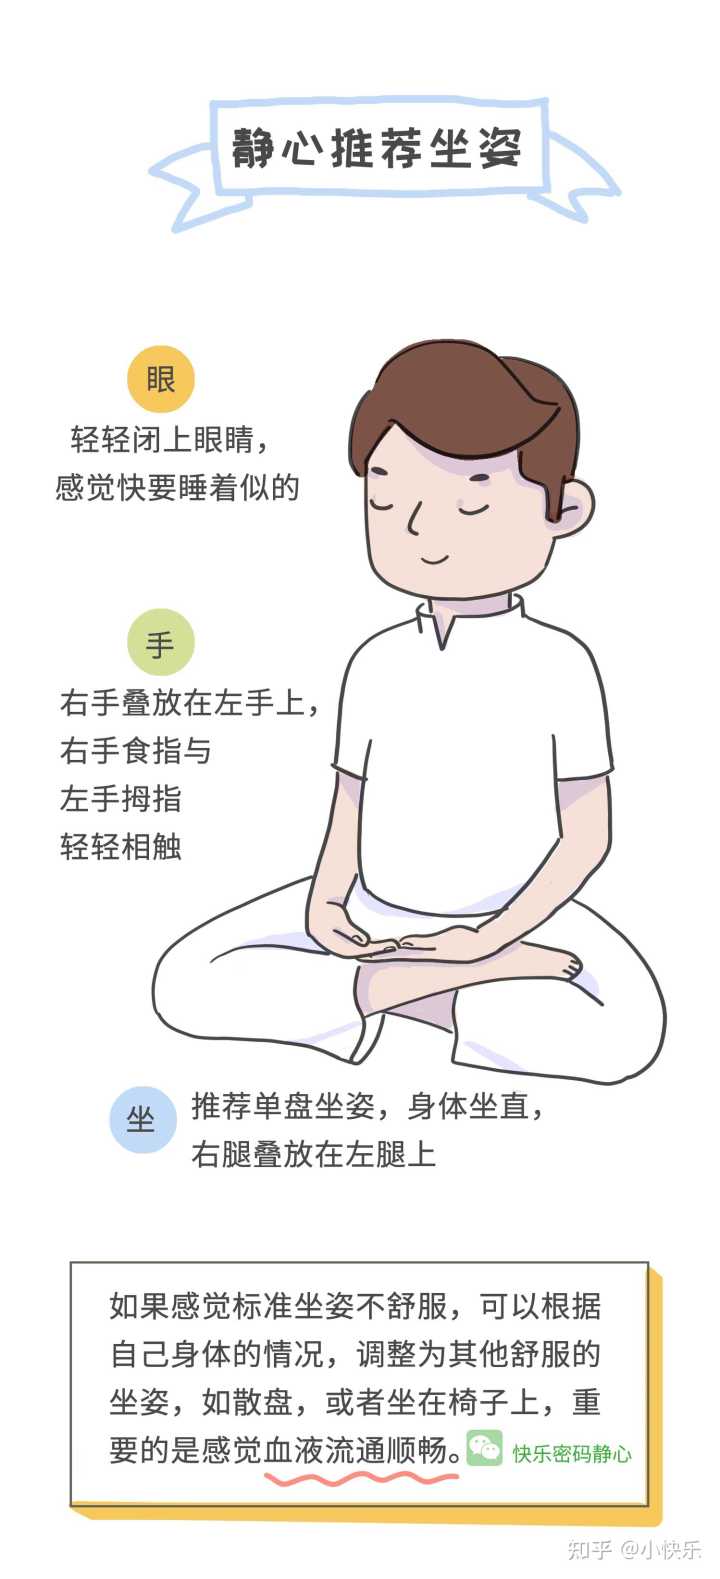 静心推荐坐姿
眼
轻轻闭上眼睛，
感觉快要睡着似的
手
右手叠放在左手上，
右手食指与
左手拇指
轻轻相触
坐
推荐单盘坐姿，身体坐直，
右腿叠放在左腿上
如果感觉标准坐姿不舒服，可以根据
自己身体的情况，调整为其他舒服的
坐姿，如散盘，或者坐在椅子上，重
要的是感觉血液流通顺畅。
快乐密码静心
知乎 @小快乐